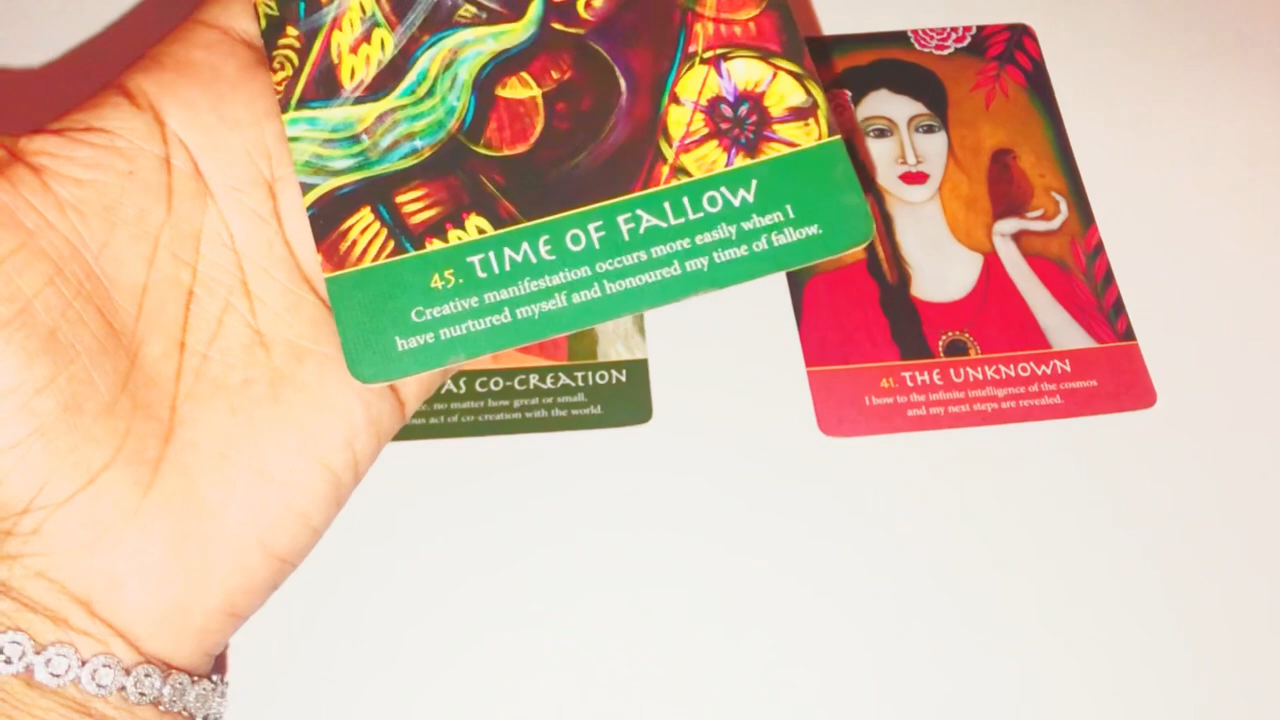 45. TIME OF FALLOW
Creative manifestation occurs more easily when I
have nurtured myself and honoured my time of fallow.
AS CO-CREATION
no matter how great or small,
act of co-creation with the world.
41. THE UNKNOWN
I bow to the infinite intelligence of the cosmos
and my next steps are revealed.